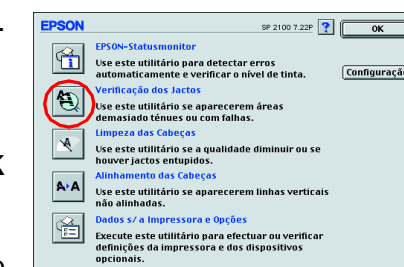 EPSON
SP 2100 7.22P ? OK
EPSON-Statusmonitor
Use este utilitário para detectar erros
automaticamente e verificar o nível de tinta.
Configuração
Verificação dos Jactos
Use este utilitário se aparecerem áreas
demasiado ténues ou com falhas.
Limpeza das Cabeças
Use este utilitário se a qualidade diminuir ou se
houver jactos entupidos.
Alinhamento das Cabeças
Use este utilitário se aparecerem linhas verticais
não alinhadas.
Dados s/ a Impressora e Opções
Execute este utilitário para efectuar ou verificar
definições da impressora e dos dispositivos
opcionais.